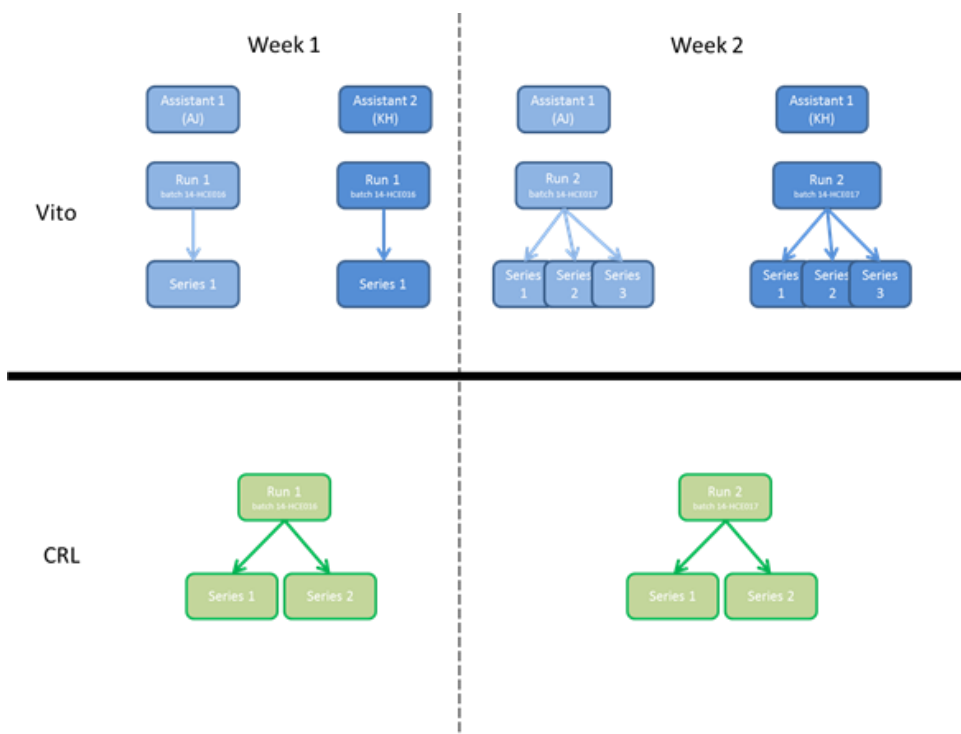 Week 1
Week 2
Assistant 1
(AJ)
Assistant 2
(KH)
Assistant 1
(AJ)
Assistant 1
(KH)
Vito
Run 1
batch 14-HCE016
Run 1
batch 14-HCE016
Run 2
batch 14-HCE017
Run 2
batch 14-HCE017
Series 1
Series 1
Series
1
Series
2
Series
3
Series
1
Series
2
Series
3
CRL
Run 1
batch 14-HCE016
Run 2
batch 14-HCE017
Series 1
Series 2
Series 1
Series 2